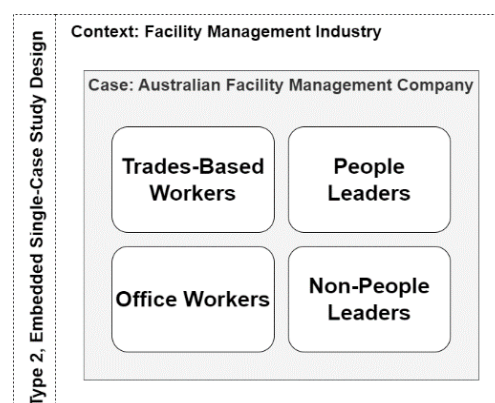 Type 2, Embedded Single-Case Study Design
Context: Facility Management Industry
Case: Australian Facility Management Company
Trades-Based
Workers
People
Leaders
Office Workers
Non-People
Leaders